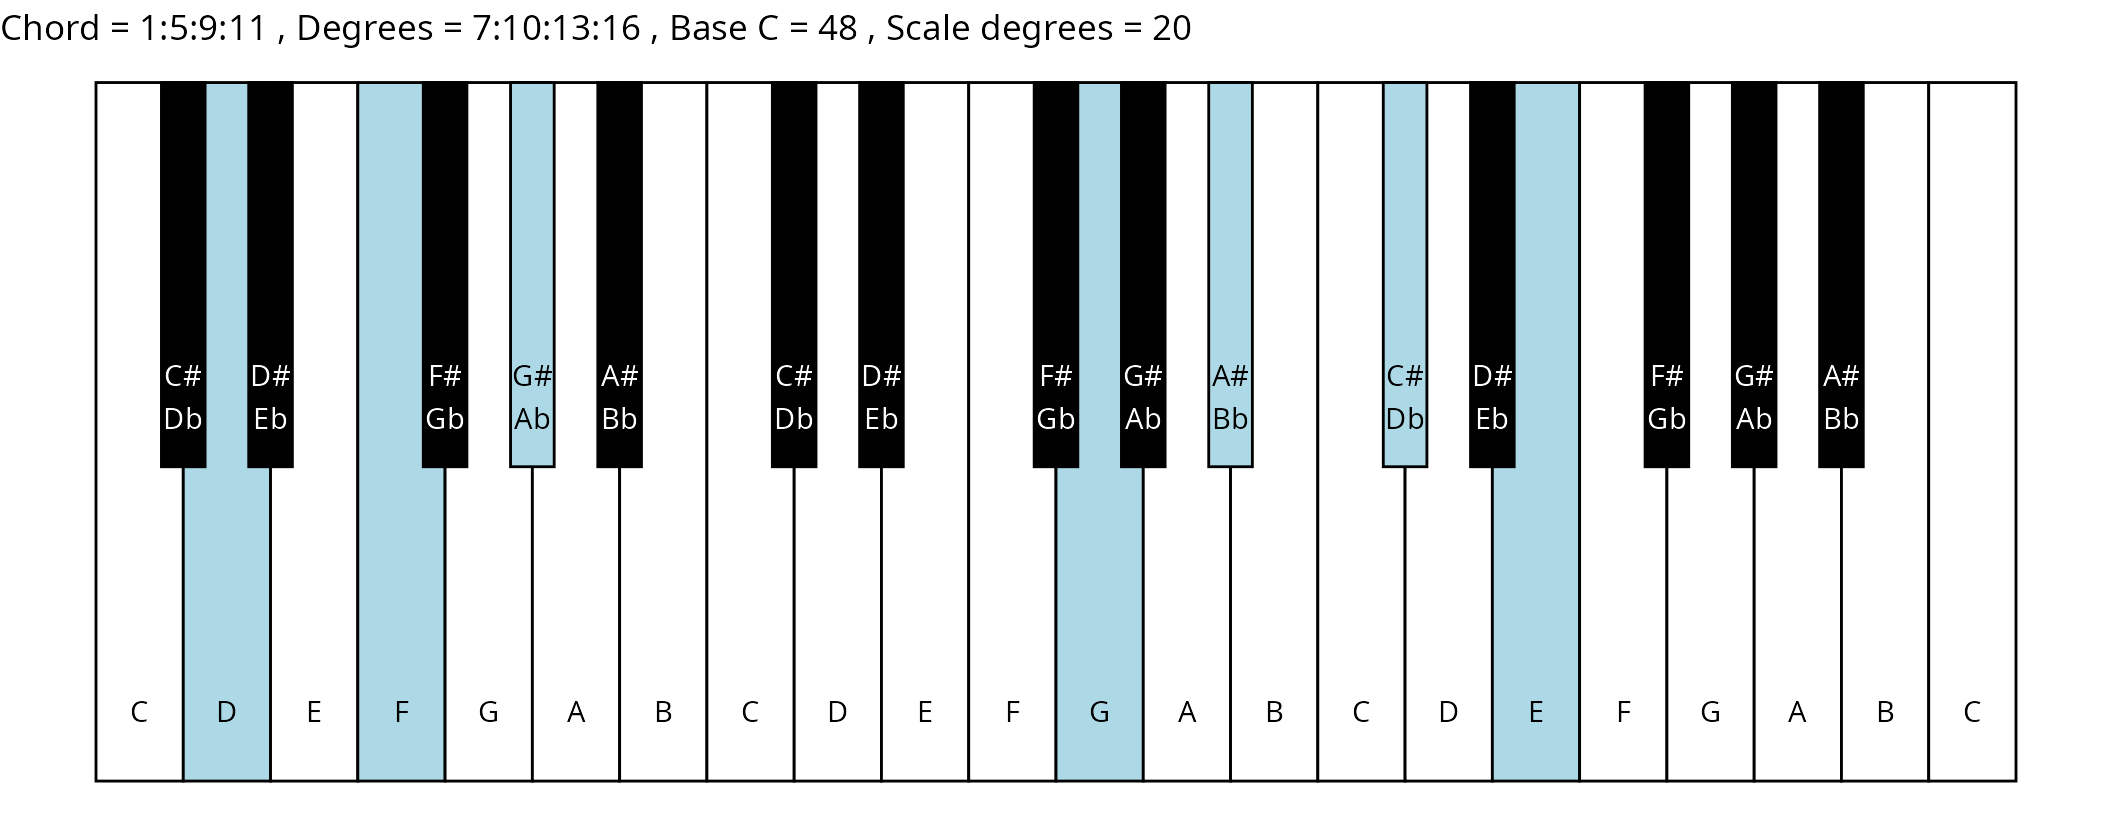 Chord = 1:5:9:11 , Degrees = 7:10:13:16 , Base C = 48 , Scale degrees = 20
C# D# F# G# A# C# D# F# G# A# C# D# F# G# A#
Db Eb Gb Ab Bb Db Eb Gb Ab Bb Db Eb Gb Ab Bb
C D E F G A B C D E F G A B C D E F G A B C